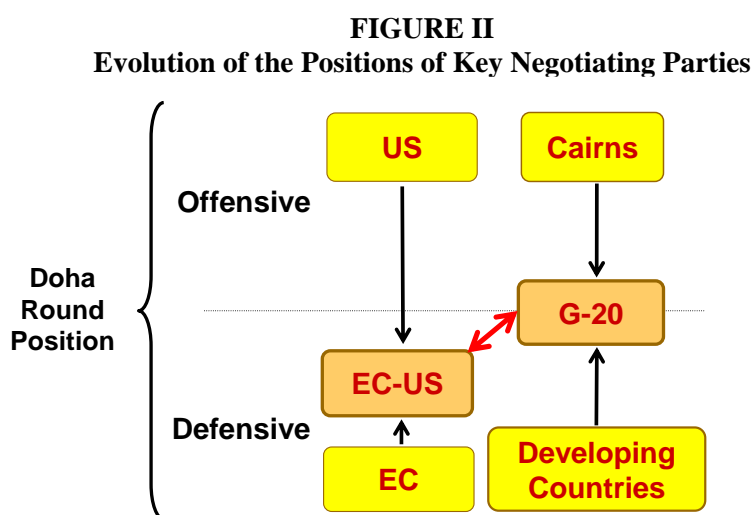 FIGURE II
Evolution of the Positions of Key Negotiating Parties
US
Cairns
Offensive
Doha
Round
Position
G-20
EC-US
Defensive
EC
Developing
Countries